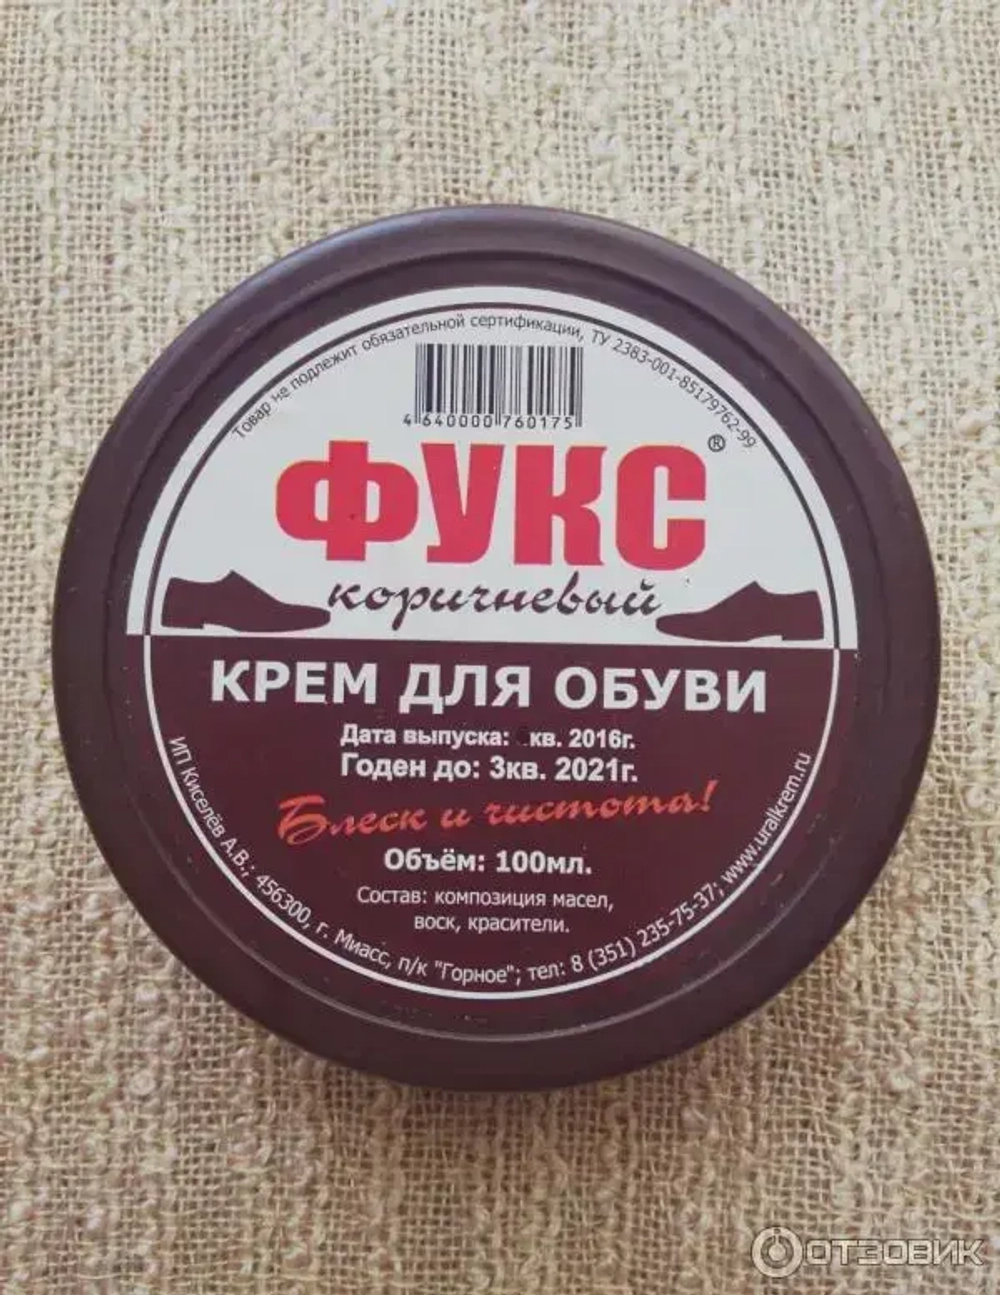 Товар не подлежит обязательной сертификации, ТУ 2383-001-85179762-99
4 640000 760175
ФУКС®
коричневый
КРЕМ ДЛЯ ОБУВИ
Дата выпуска: кв. 2016г.
Годен до: 3кв. 2021г.
Блеск и чистота!
Объём: 100мл.
Состав: композиция масел,
воск, красители.
ИП Киселёв А.В.; 456300, г. Миасс, п/к "Горное"; тел: 8 (351) 235-75-37; www.uralkrem.ru
ОТЗОВИК